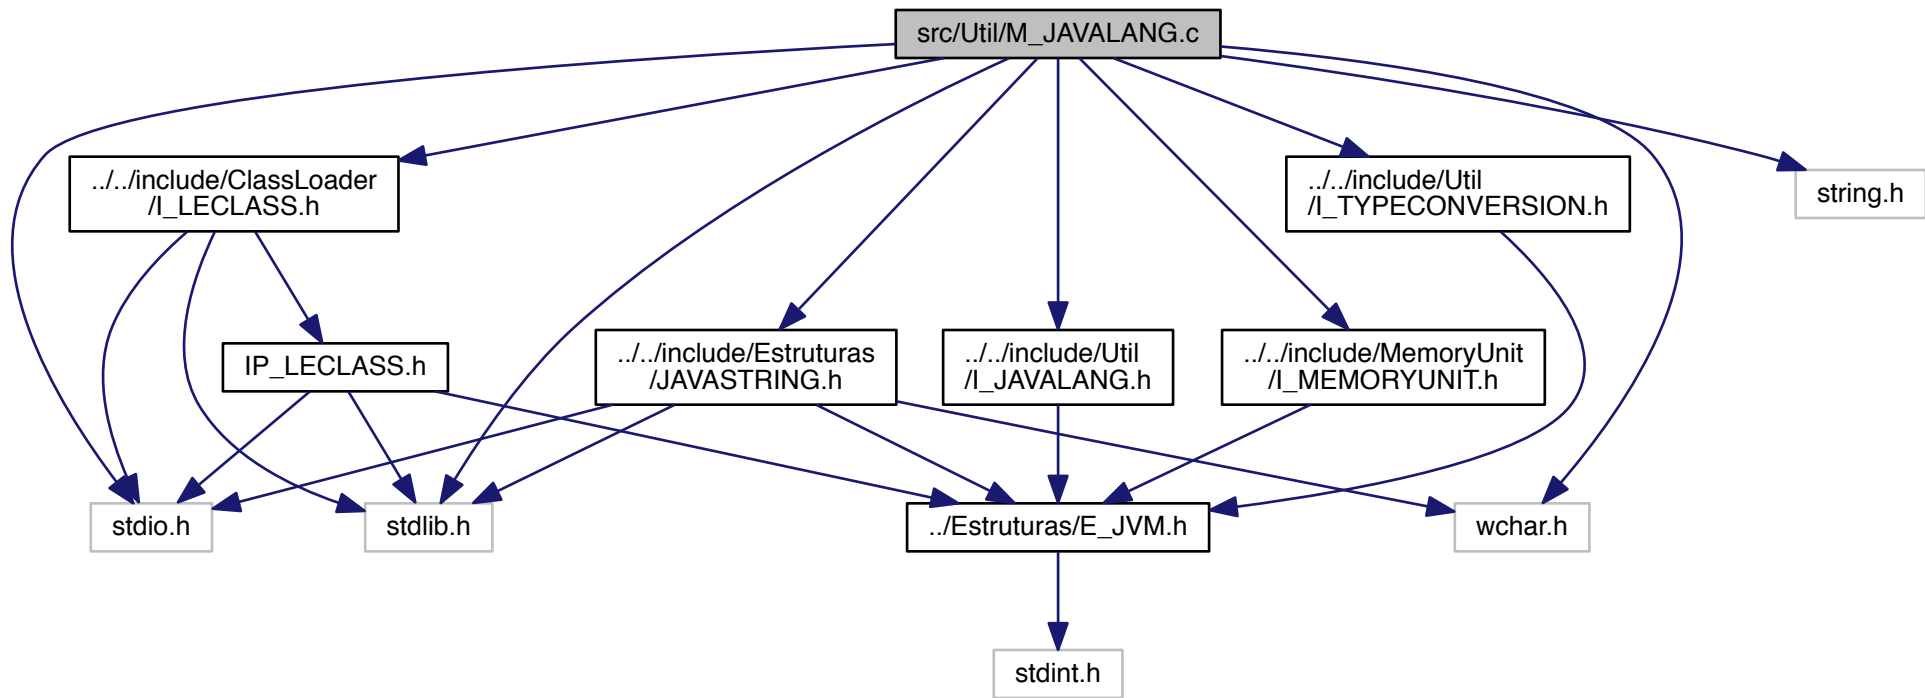 src/Util/M_JAVALANG.c
../../include/ClassLoader
/I_LECLASS.h
../../include/Util
/I_TYPECONVERSION.h
string.h
IP_LECLASS.h
../../include/Estruturas
/JAVASTRING.h
../../include/Util
/I_JAVALANG.h
../../include/MemoryUnit
/I_MEMORYUNIT.h
stdio.h
stdlib.h
../Estruturas/E_JVM.h
wchar.h
stdint.h